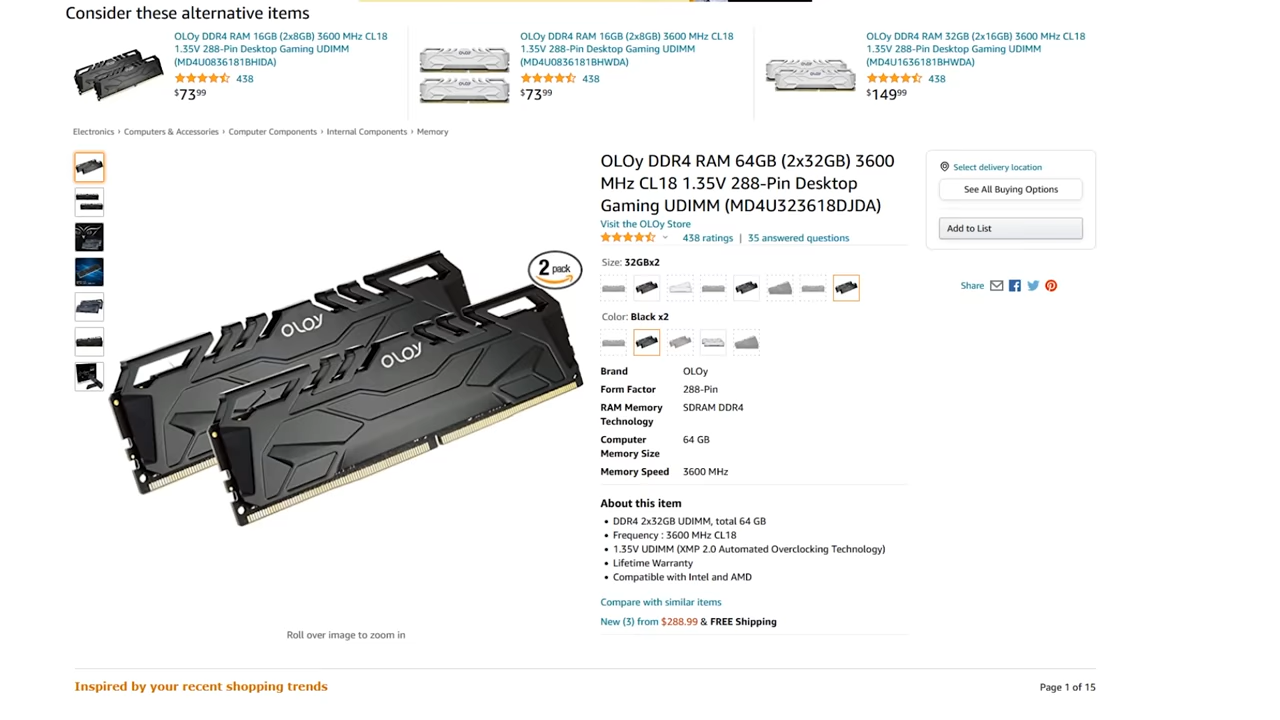 Consider these alternative items
OLOy DDR4 RAM 16GB (2x8GB) 3600 MHz CL18
1.35V 288-Pin Desktop Gaming UDIMM
(MD4U0836181BHIDA)
438
$73⁹⁹
OLOy DDR4 RAM 16GB (2x8GB) 3600 MHz CL18
1.35V 288-Pin Desktop Gaming UDIMM
(MD4U0836181BHWDA)
438
$73⁹⁹
OLOy DDR4 RAM 32GB (2x16GB) 3600 MHz CL18
1.35V 288-Pin Desktop Gaming UDIMM
(MD4U1636181BHWDA)
438
$149⁹⁹
Electronics › Computers & Accessories › Computer Components › Internal Components › Memory
2 pack
OLOy
OLOy
Roll over image to zoom in
OLOy DDR4 RAM 64GB (2x32GB) 3600
MHz CL18 1.35V 288-Pin Desktop
Gaming UDIMM (MD4U323618DJDA)
Visit the OLOy Store
438 ratings | 35 answered questions
Size: 32GBx2
Color: Black x2
Brand OLOy
Form Factor 288-Pin
RAM Memory SDRAM DDR4
Technology
Computer 64 GB
Memory Size
Memory Speed 3600 MHz
About this item
• DDR4 2x32GB UDIMM, total 64 GB
• Frequency : 3600 MHz CL18
• 1.35V UDIMM (XMP 2.0 Automated Overclocking Technology)
• Lifetime Warranty
• Compatible with Intel and AMD
Compare with similar items
New (3) from $288.99 & FREE Shipping
Select delivery location
See All Buying Options
Add to List
Share
Inspired by your recent shopping trends
Page 1 of 15